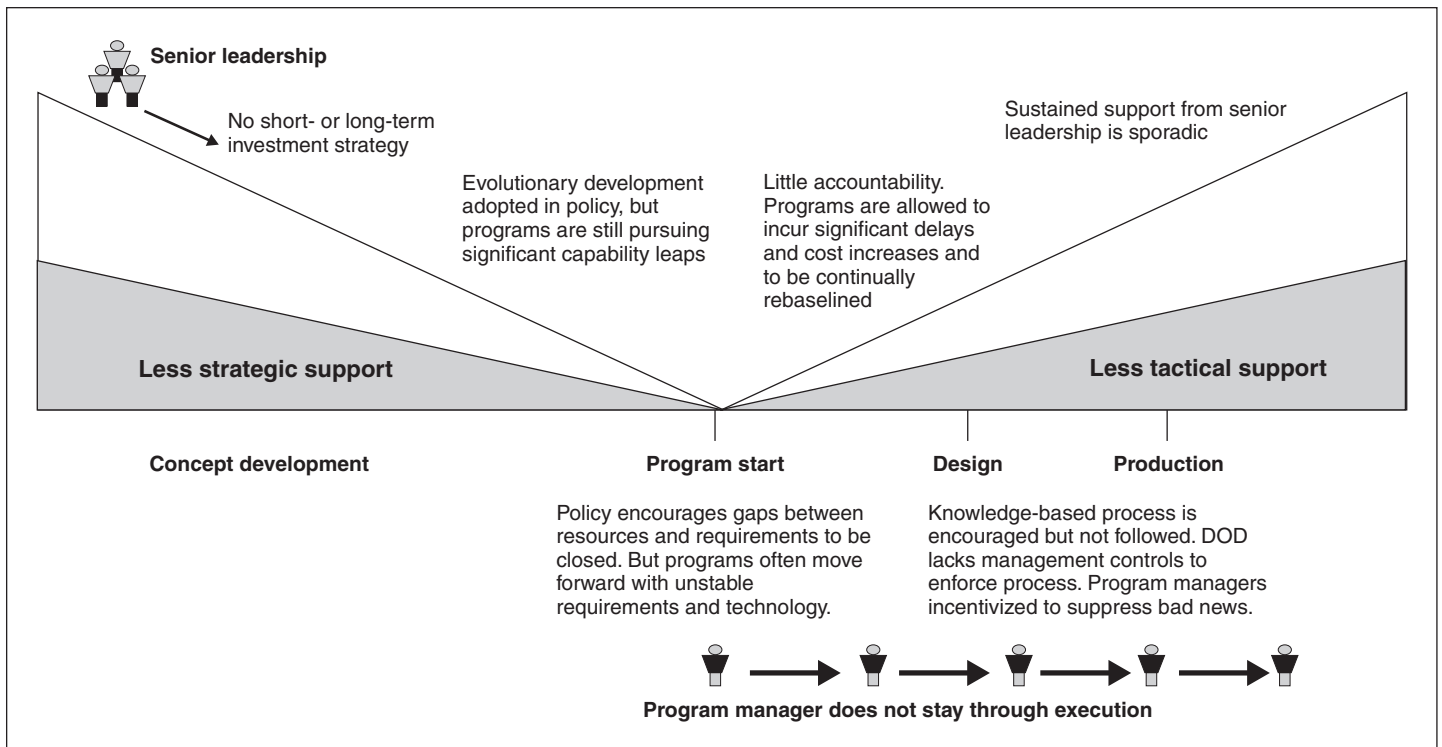 Senior leadership
No short- or long-term
investment strategy
Evolutionary development
adopted in policy, but
programs are still pursuing
significant capability leaps
Little accountability.
Programs are allowed to
incur significant delays
and cost increases and
to be continually
rebaselined
Sustained support from senior
leadership is sporadic
Less strategic support
Less tactical support
Concept development
Program start
Design
Production
Policy encourages gaps between
resources and requirements to be
closed. But programs often move
forward with unstable
requirements and technology.
Knowledge-based process is
encouraged but not followed. DOD
lacks management controls to
enforce process. Program managers
incentivized to suppress bad news.
Program manager does not stay through execution